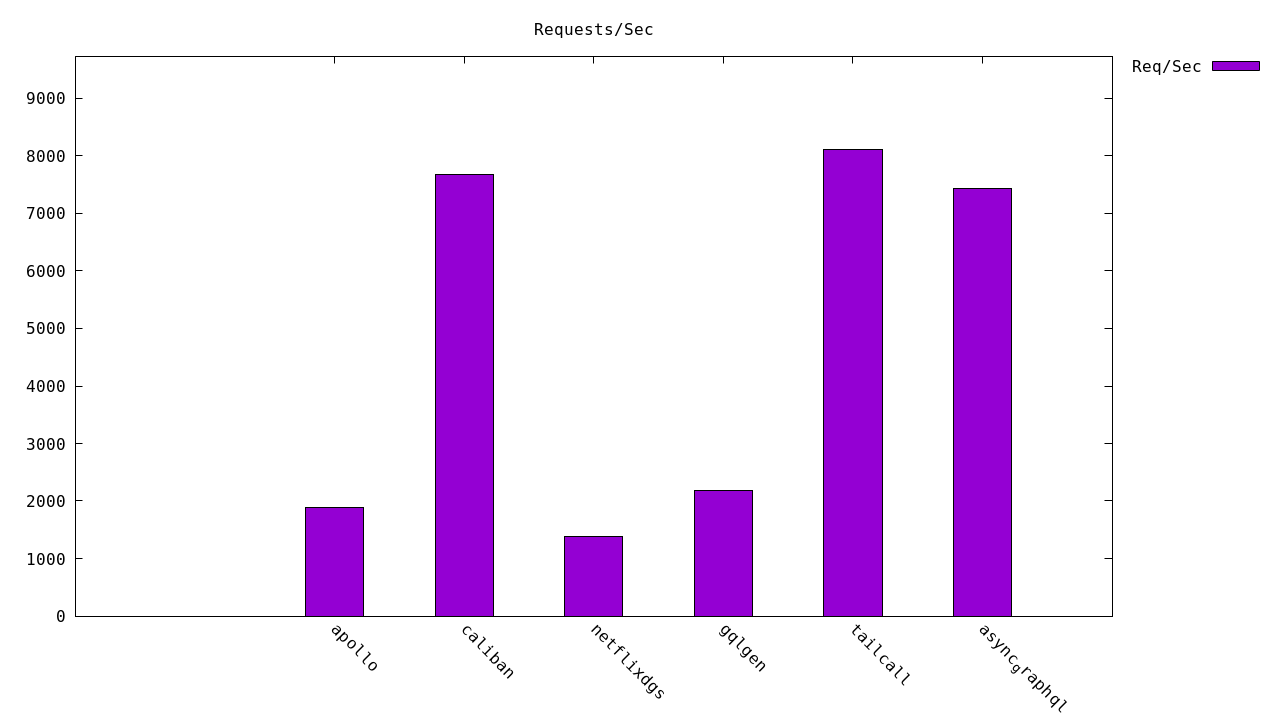 Requests/Sec
Req/Sec
9000
8000
7000
6000
5000
4000
3000
2000
1000
0
apollo
caliban
netflixdgs
gqlgen
tailcall
asyncgraphql